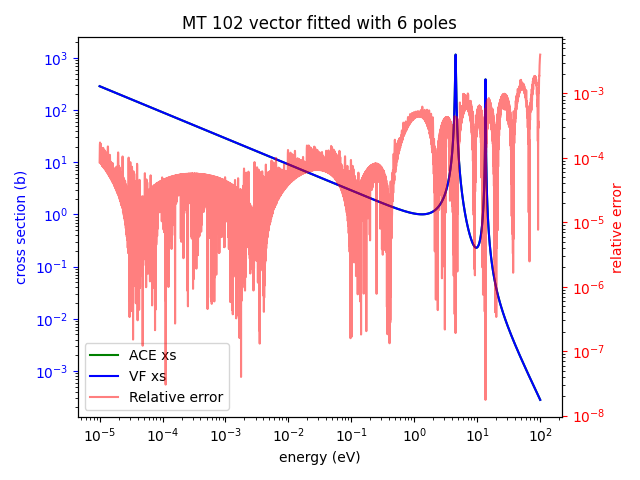 MT 102 vector fitted with 6 poles
cross section (b)
10³
10²
10¹
10⁰
10⁻¹
10⁻²
10⁻³
10⁻³
10⁻⁴
10⁻⁵
10⁻⁶
10⁻⁷
10⁻⁸
relative error
ACE xs
VF xs
Relative error
10⁻⁵ 10⁻⁴ 10⁻³ 10⁻² 10⁻¹ 10⁰ 10¹ 10²
energy (eV)